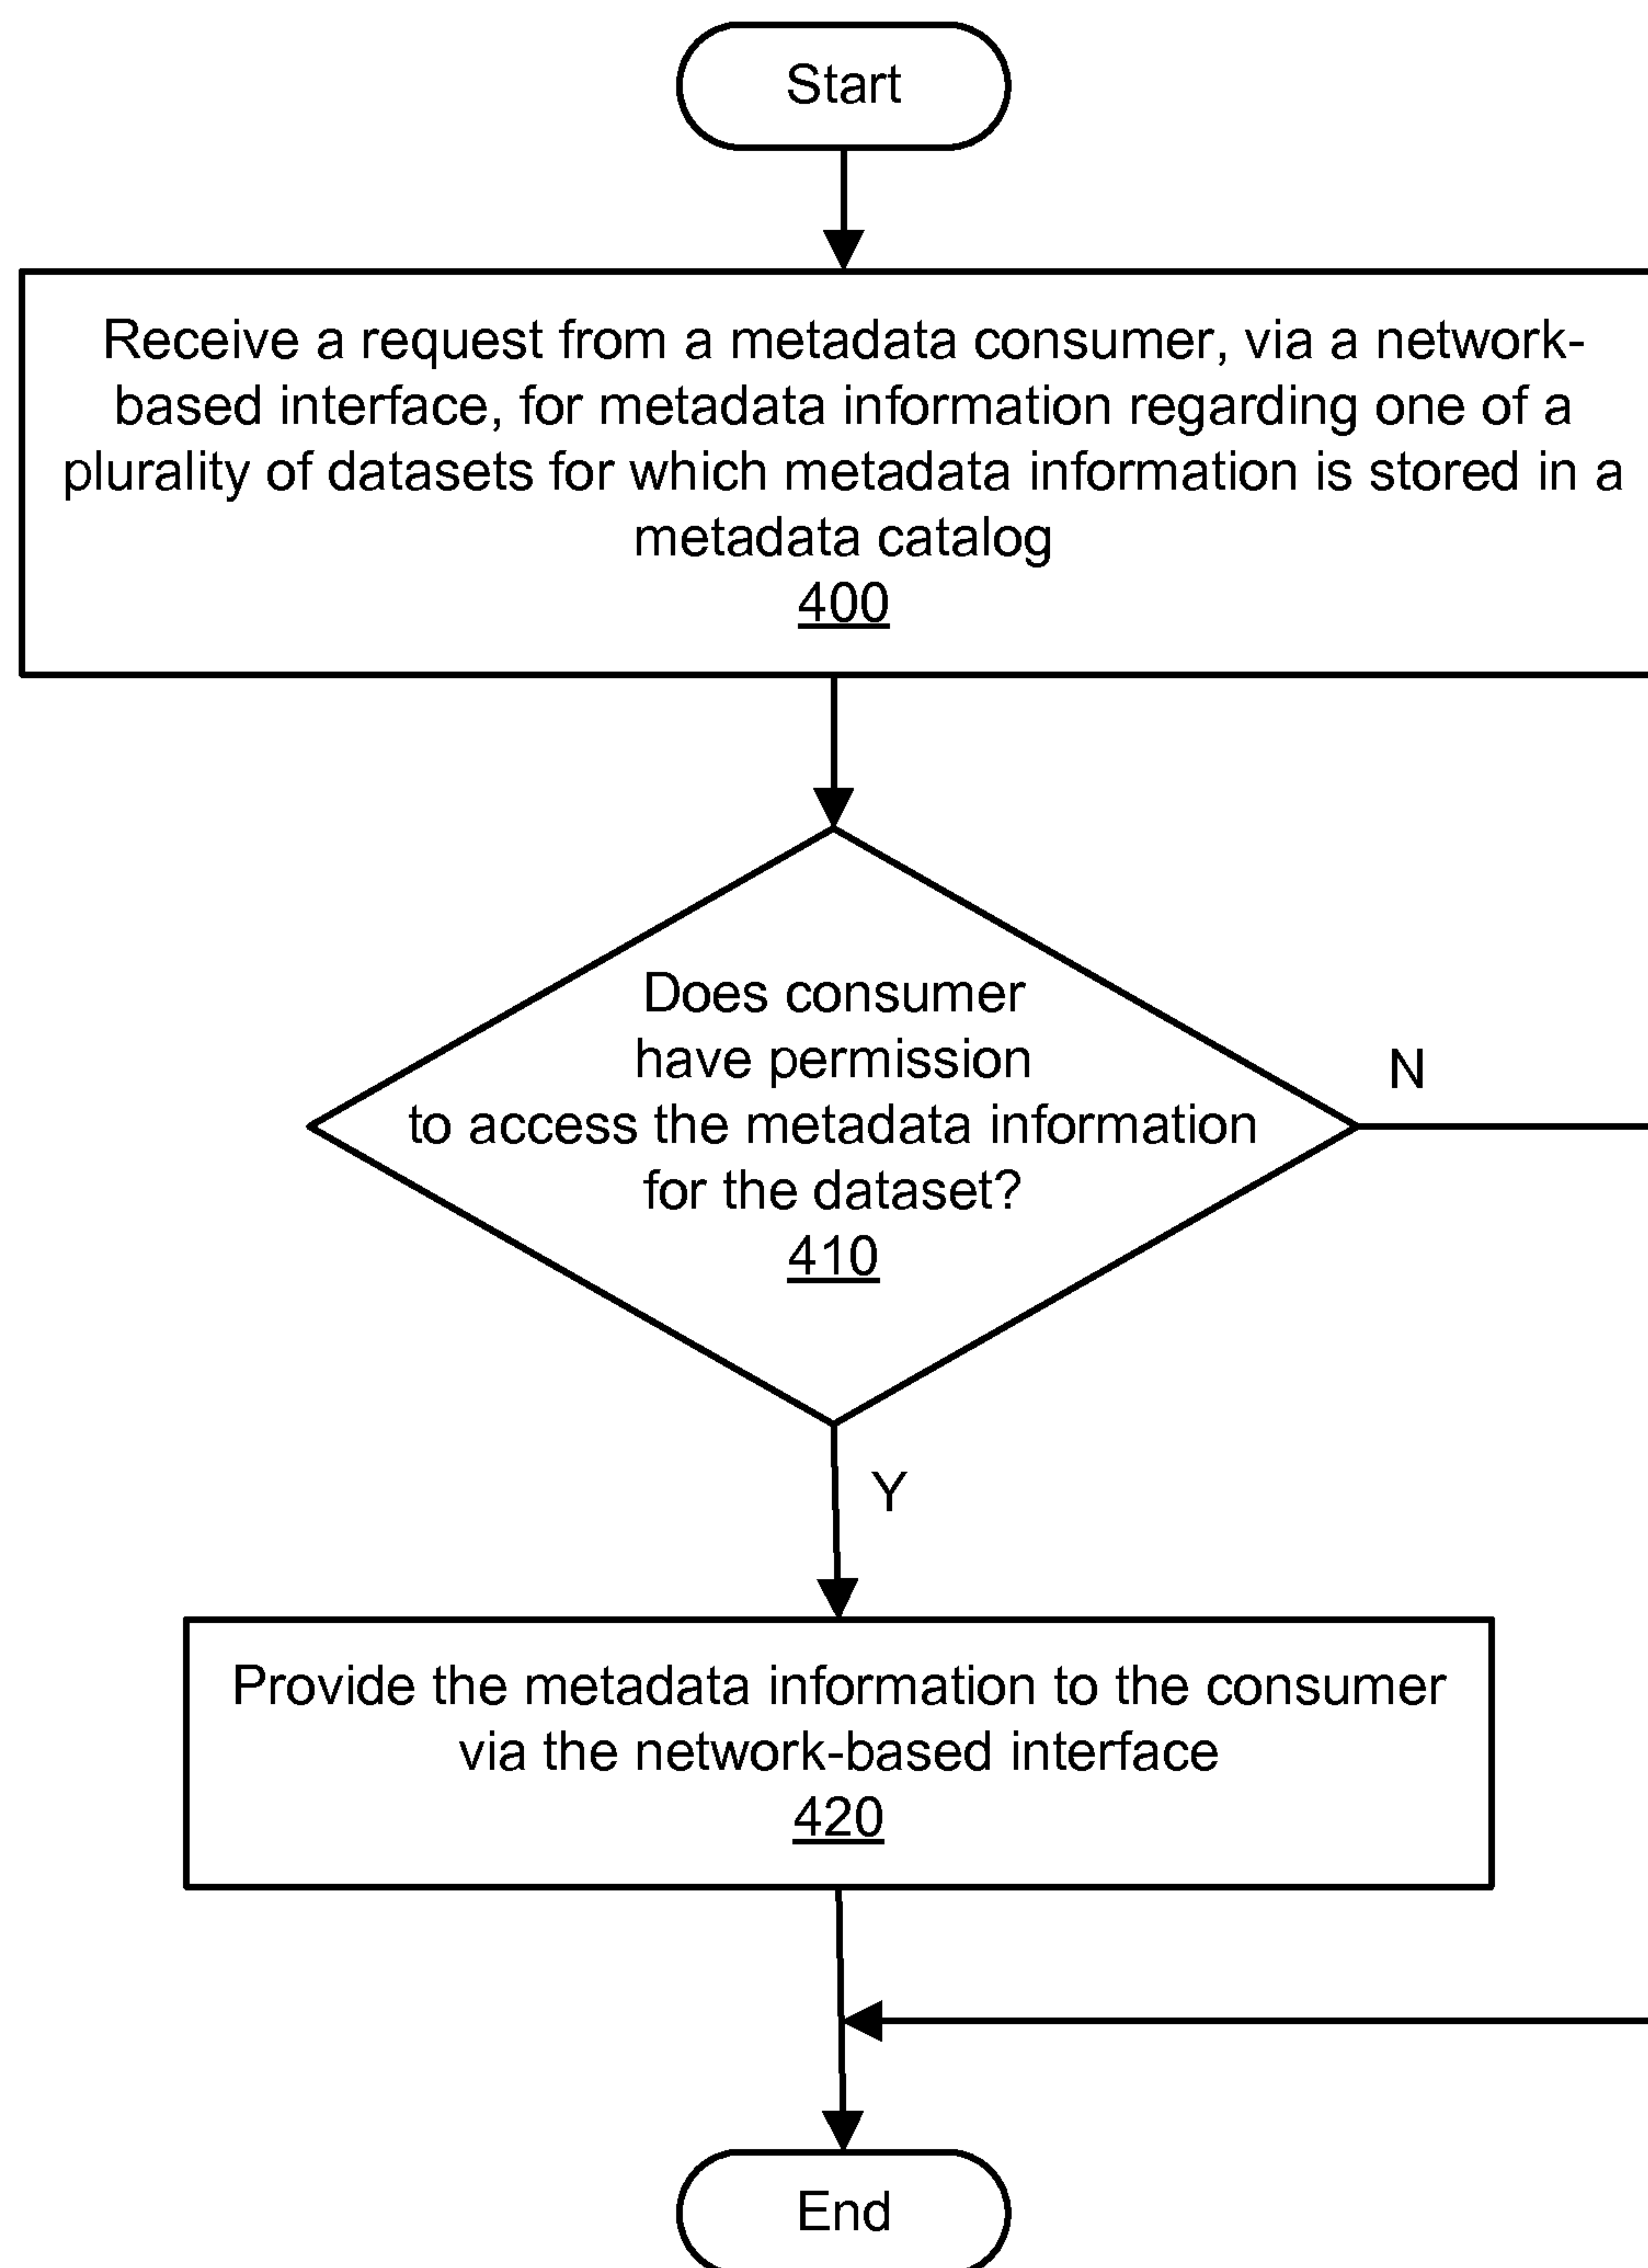 Start
Receive a request from a metadata consumer, via a network-
based interface, for metadata information regarding one of a
plurality of datasets for which metadata information is stored in a
metadata catalog
400
Does consumer
have permission
to access the metadata information
for the dataset?
410
N
Y
Provide the metadata information to the consumer
via the network-based interface
420
End